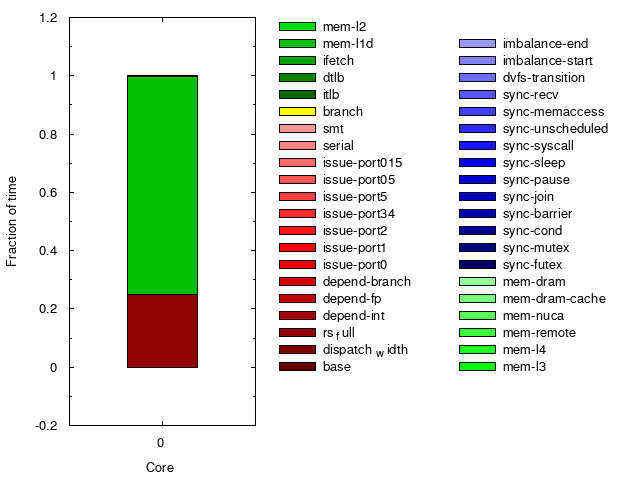 1.2
1
0.8
0.6
0.4
0.2
0
-0.2
Fraction of time
0
Core
mem-l2
mem-l1d
ifetch
dtlb
itlb
branch
smt
serial
issue-port015
issue-port05
issue-port5
issue-port34
issue-port2
issue-port1
issue-port0
depend-branch
depend-fp
depend-int
rsfull
dispatchwidth
base
imbalance-end
imbalance-start
dvfs-transition
sync-recv
sync-memaccess
sync-unscheduled
sync-syscall
sync-sleep
sync-pause
sync-join
sync-barrier
sync-cond
sync-mutex
sync-futex
mem-dram
mem-dram-cache
mem-nuca
mem-remote
mem-l4
mem-l3